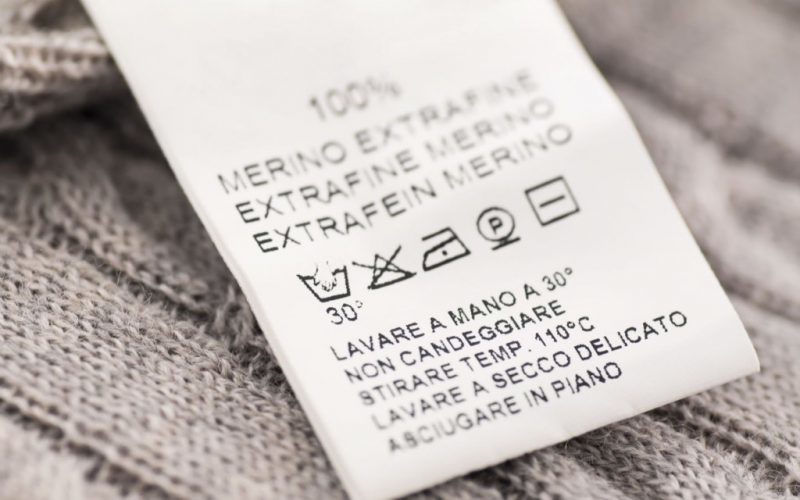 100%
MERINO EXTRAFINE
EXTRAFINE MERINO
EXTRAFEIN MERINO
P
30°
LAVARE A MANO A 30°
NON CANDEGGIARE
STIRARE TEMP. 110°C
LAVARE A SECCO DELICATO
ASCIUGARE IN PIANO